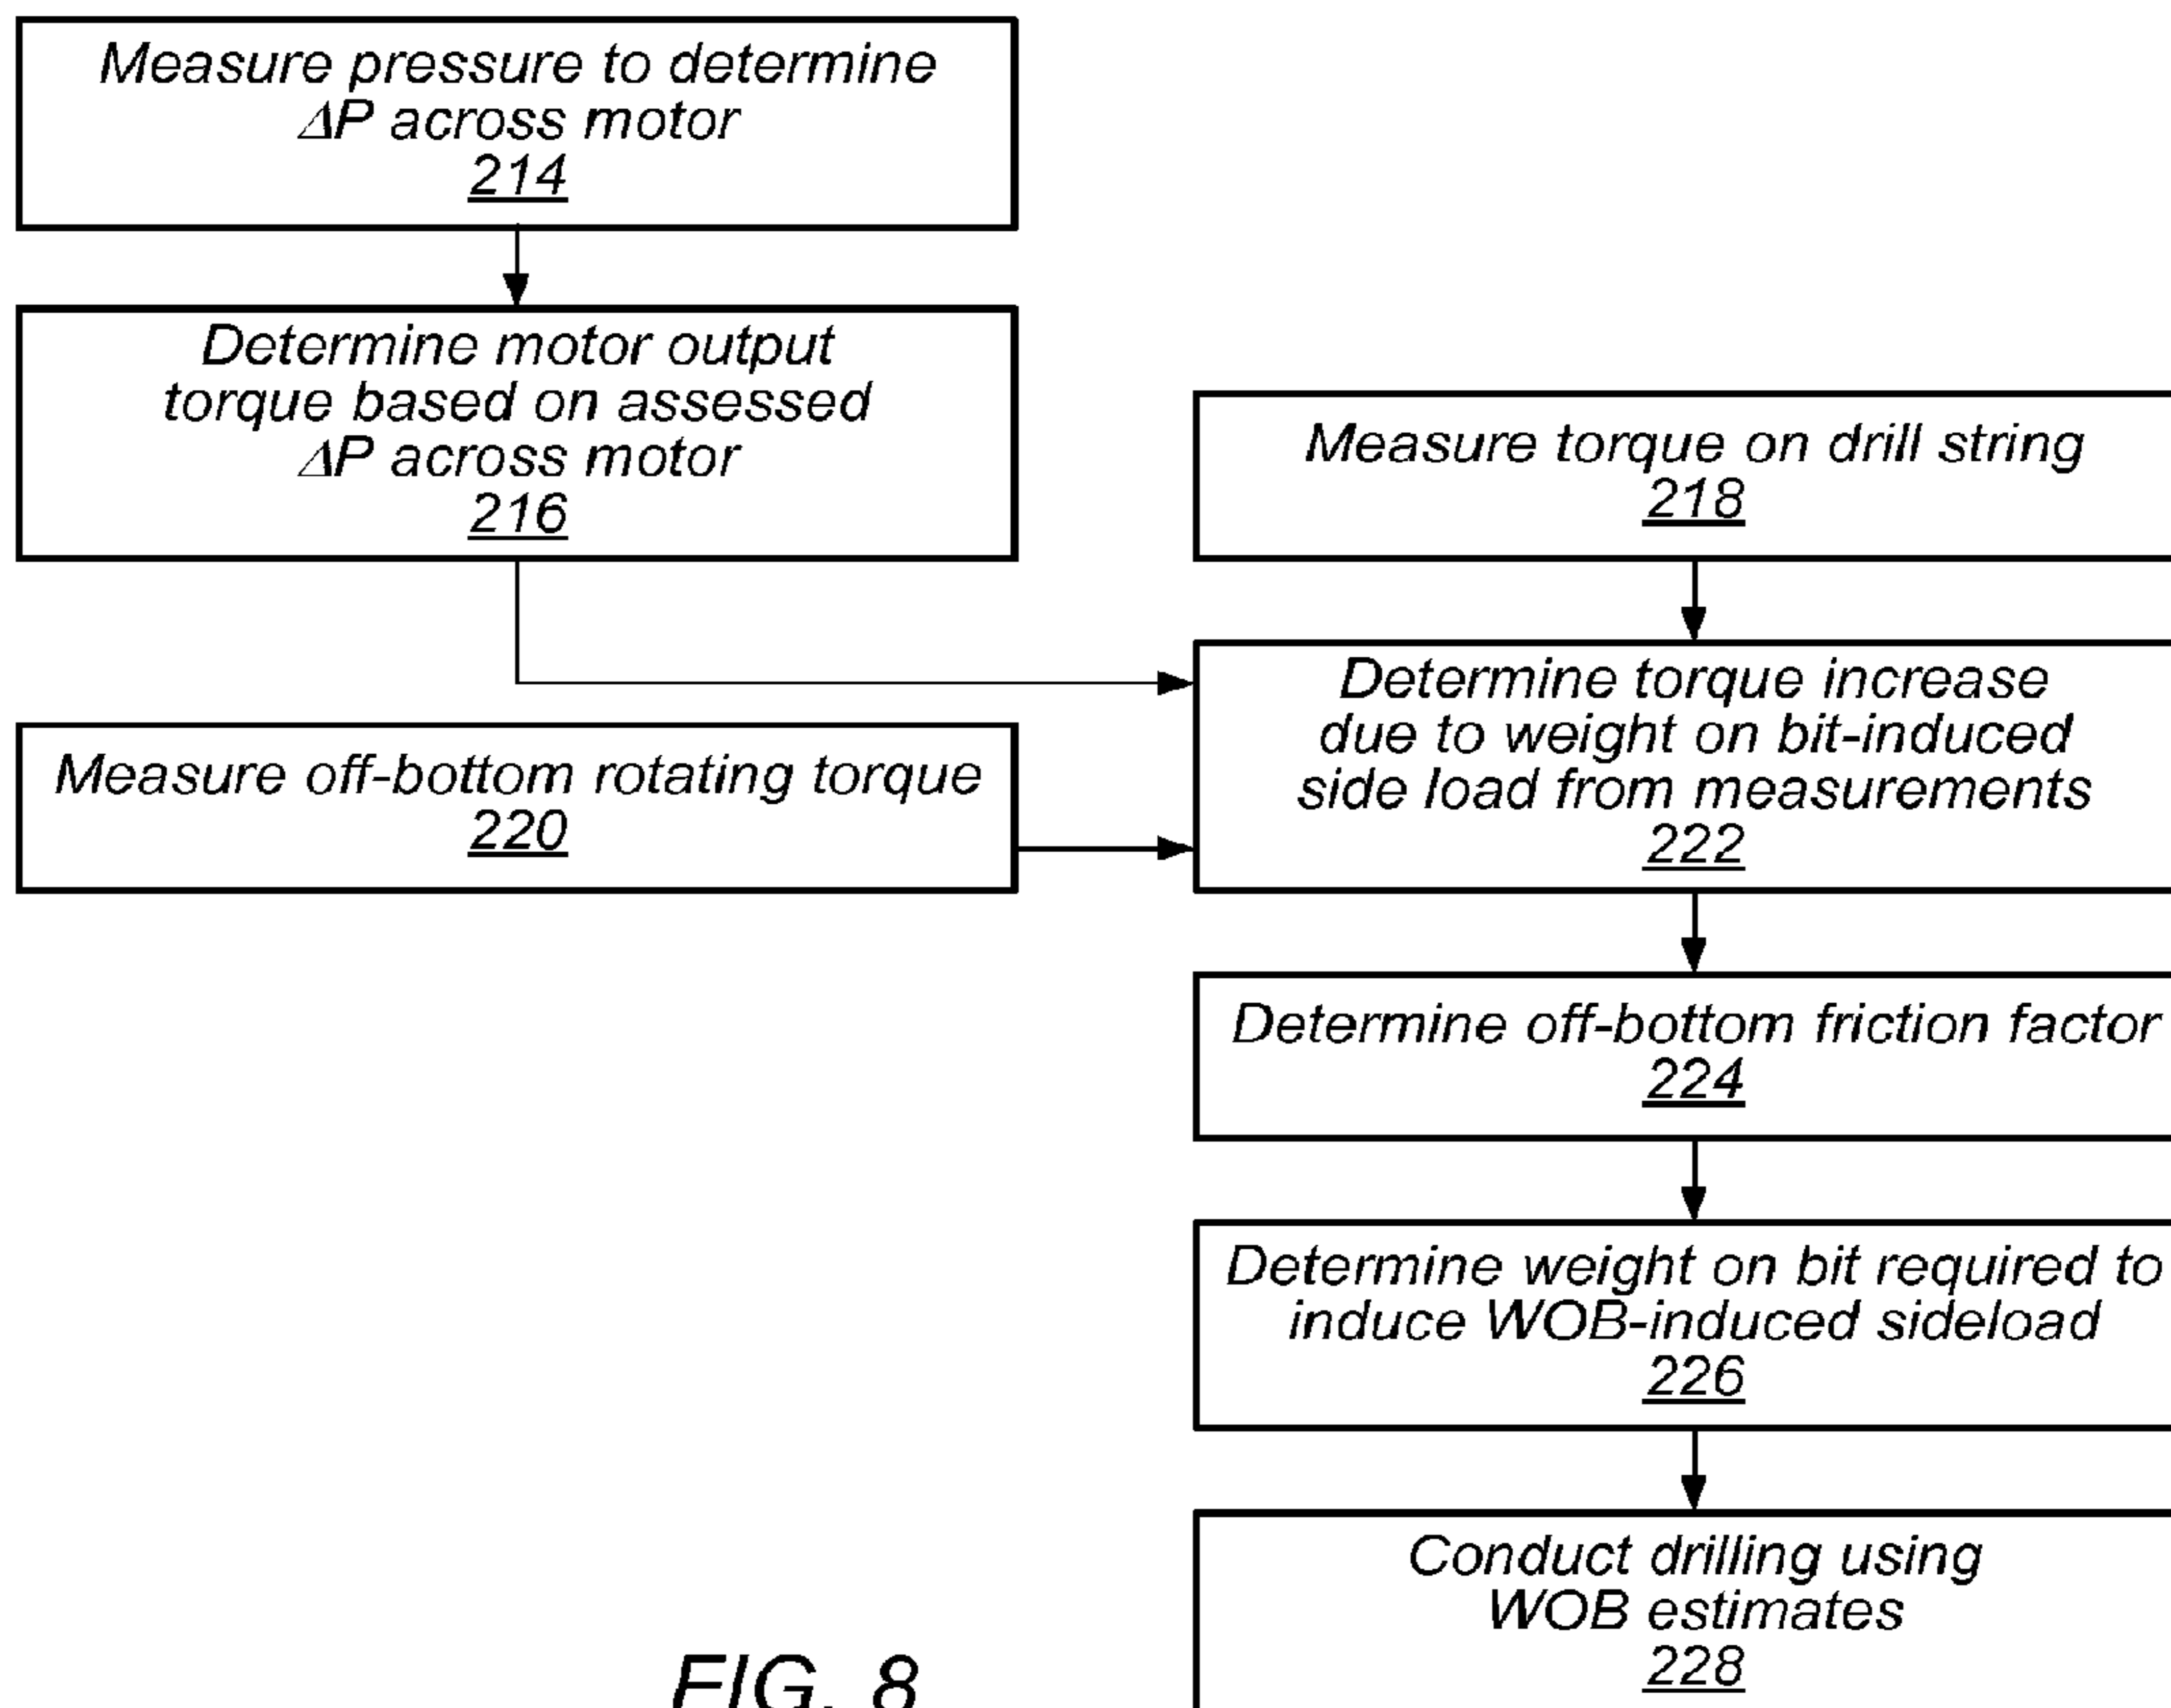 Measure pressure to determine
ΔP across motor
214
Determine motor output
torque based on assessed
ΔP across motor
216
Measure torque on drill string
218
Measure off-bottom rotating torque
220
Determine torque increase
due to weight on bit-induced
side load from measurements
222
Determine off-bottom friction factor
224
Determine weight on bit required to
induce WOB-induced sideload
226
Conduct drilling using
WOB estimates
228
FIG. 8